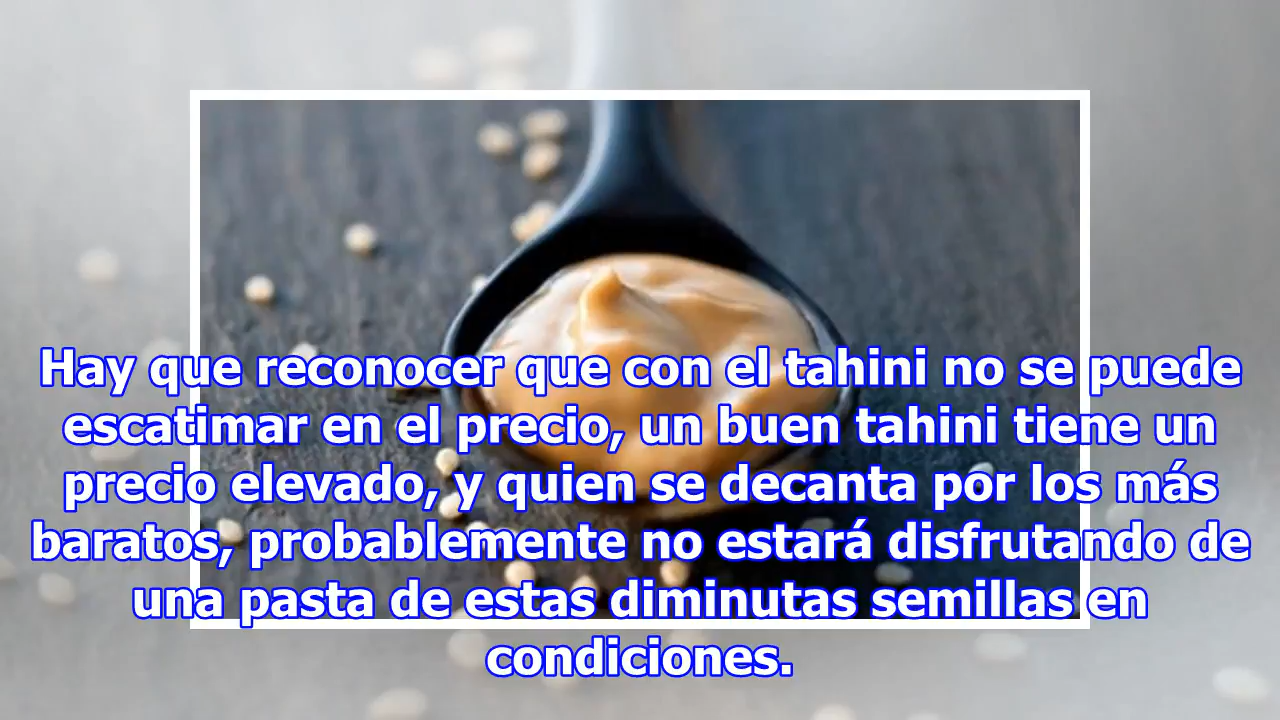 Hay que reconocer que con el tahini no se puede
escatimar en el precio, un buen tahini tiene un
precio elevado, y quien se decanta por los más
baratos, probablemente no estará disfrutando de
una pasta de estas diminutas semillas en
condiciones.